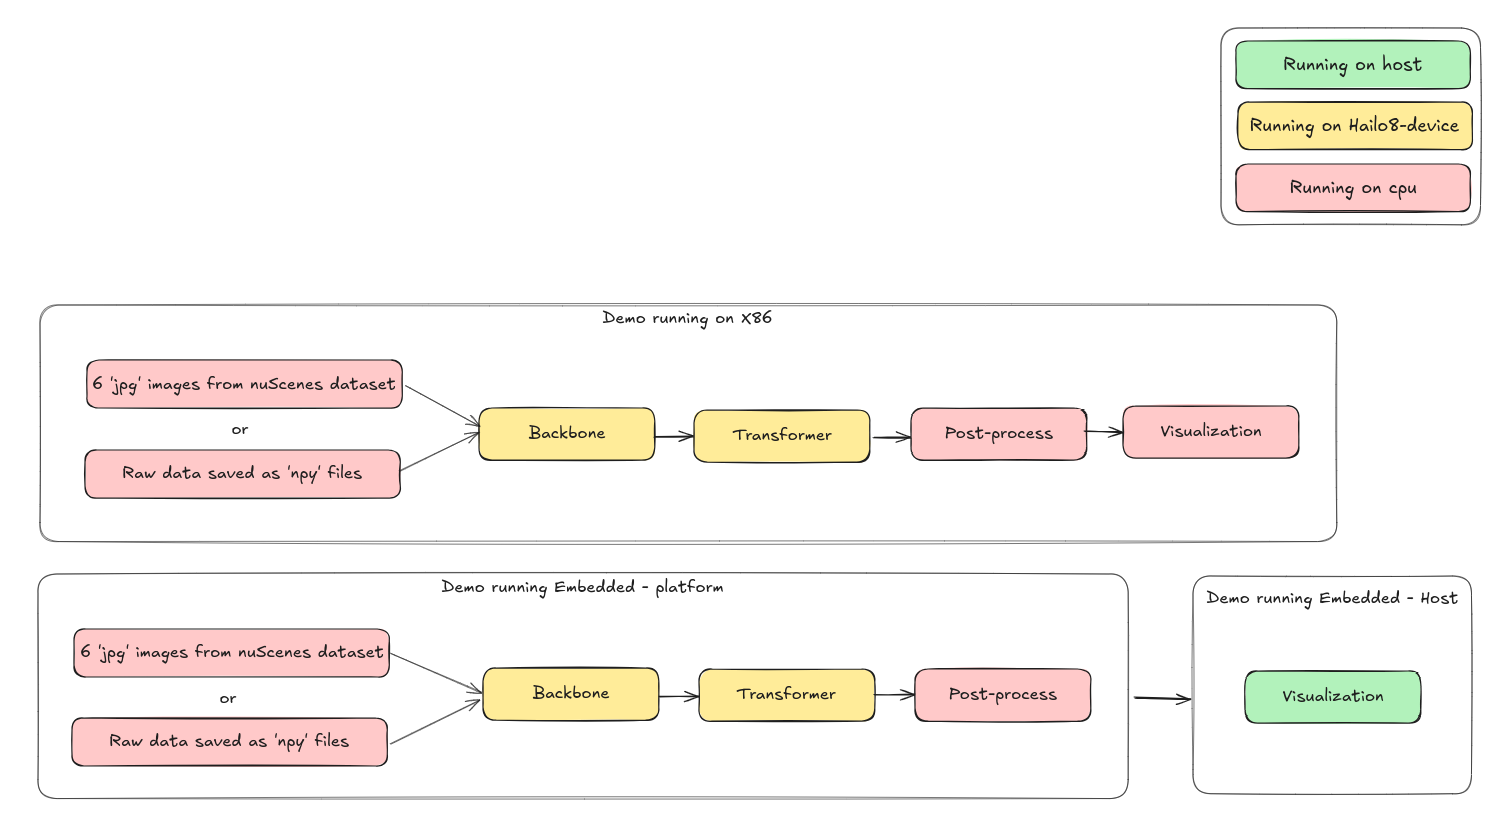 Running on host
Running on Hailo8-device
Running on cpu
Demo running on X86
6 'jpg' images from nuScenes dataset
or
Raw data saved as 'npy' files
Backbone
Transformer
Post-process
Visualization
Demo running Embedded - platform
6 'jpg' images from nuScenes dataset
or
Raw data saved as 'npy' files
Backbone
Transformer
Post-process
Demo running Embedded - Host
Visualization